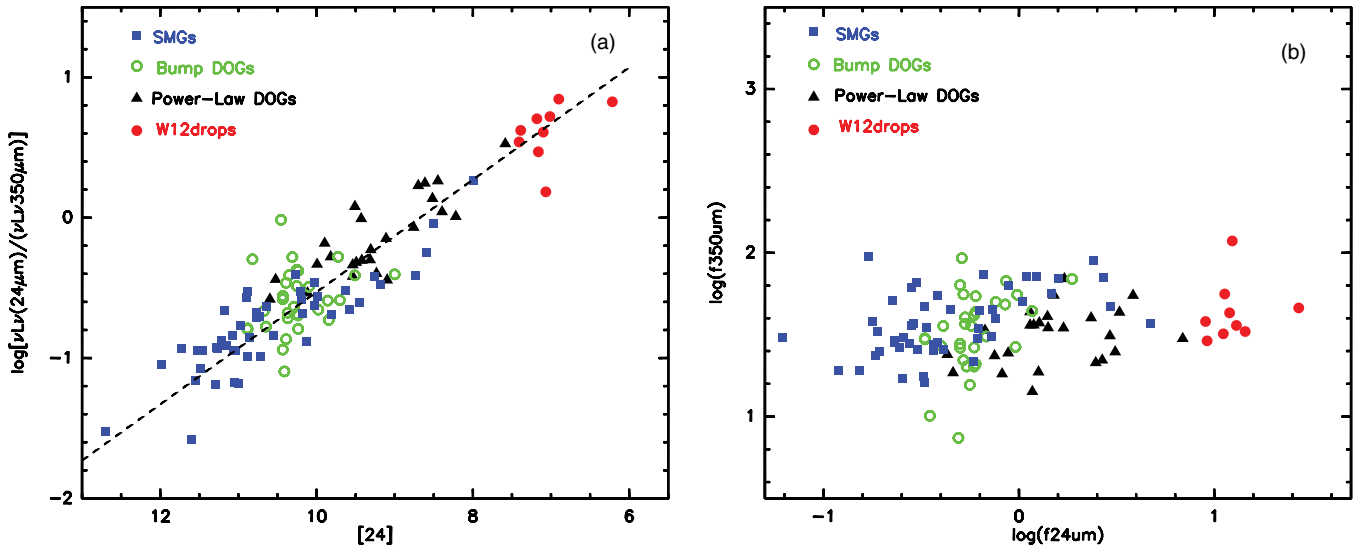 (a)
SMGs
Bump DOGs
Power-Law DOGs
W12drops
log[νLν(24μm)/(νLν350μm)]
1
0
−1
−2
12
10
8
6
[24]
(b)
SMGs
Bump DOGs
Power-Law DOGs
W12drops
log(f350um)
3
2
1
−1
0
1
log(f24um)